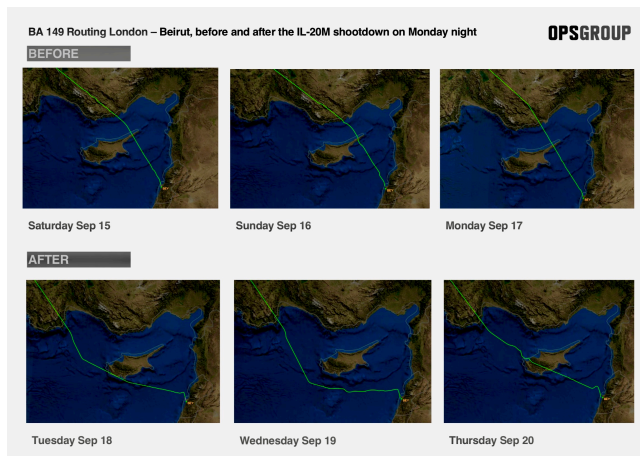 BA 149 Routing London – Beirut, before and after the IL-20M shootdown on Monday night
OPSGROUP
BEFORE
Saturday Sep 15
Sunday Sep 16
Monday Sep 17
AFTER
Tuesday Sep 18
Wednesday Sep 19
Thursday Sep 20